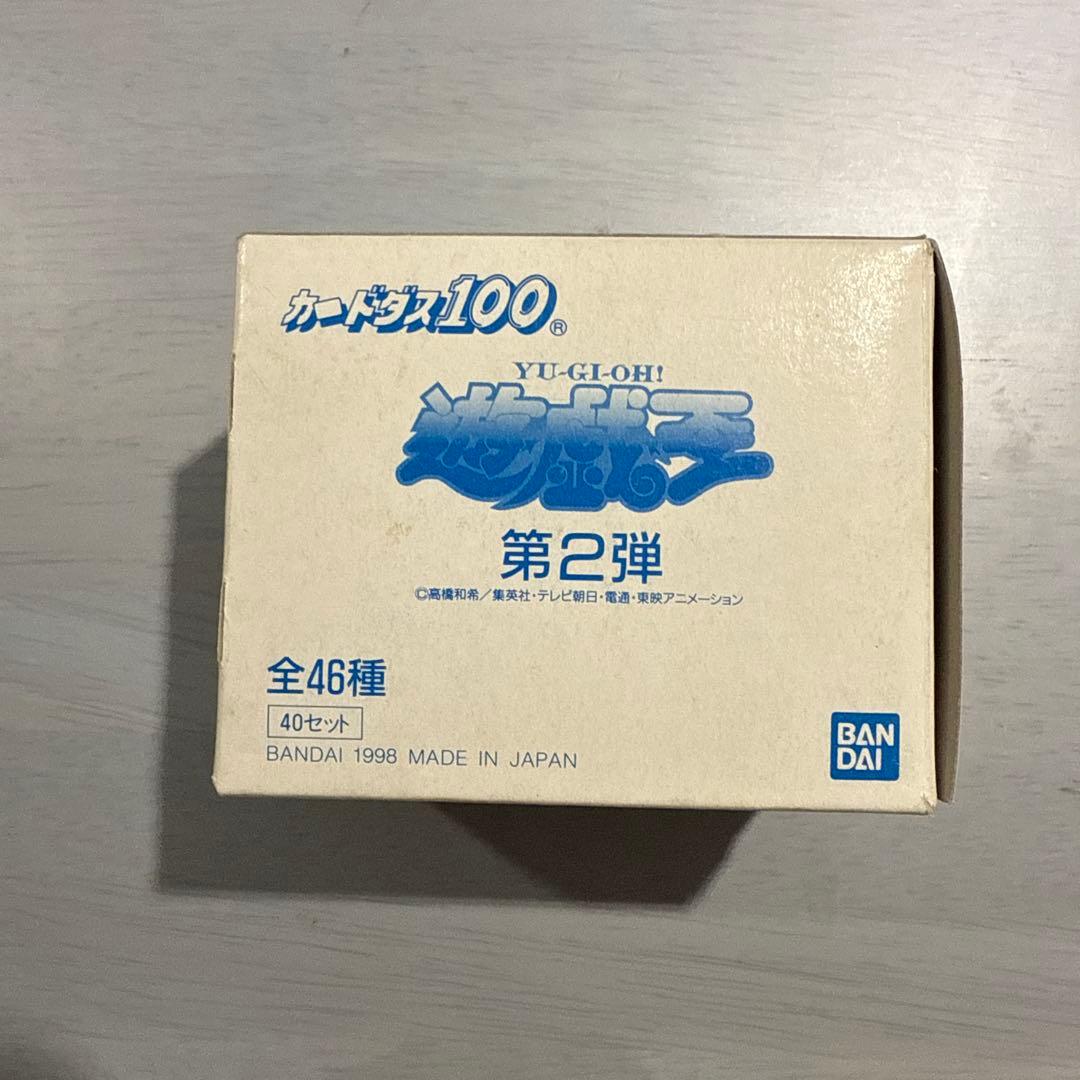 カードダス100®
YU-GI-OH!
遊戯王
第2弾
©高橋和希／集英社・テレビ朝日・電通・東映アニメーション
全46種
40セット
BANDAI 1998 MADE IN JAPAN
BAN
DAI